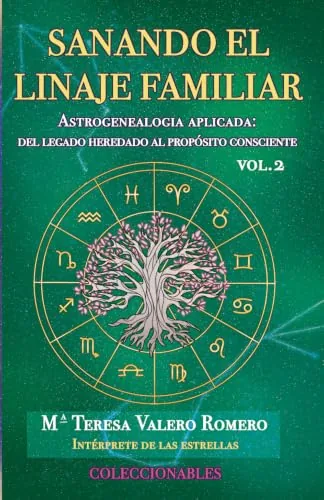 SANANDO EL
LINAJE FAMILIAR
ASTROGENEALOGIA APLICADA:
DEL LEGADO HEREDADO AL PROPÓSITO CONSCIENTE
VOL.2
Mª TERESA VALERO ROMERO
INTÉRPRETE DE LAS ESTRELLAS
COLECCIONABLES